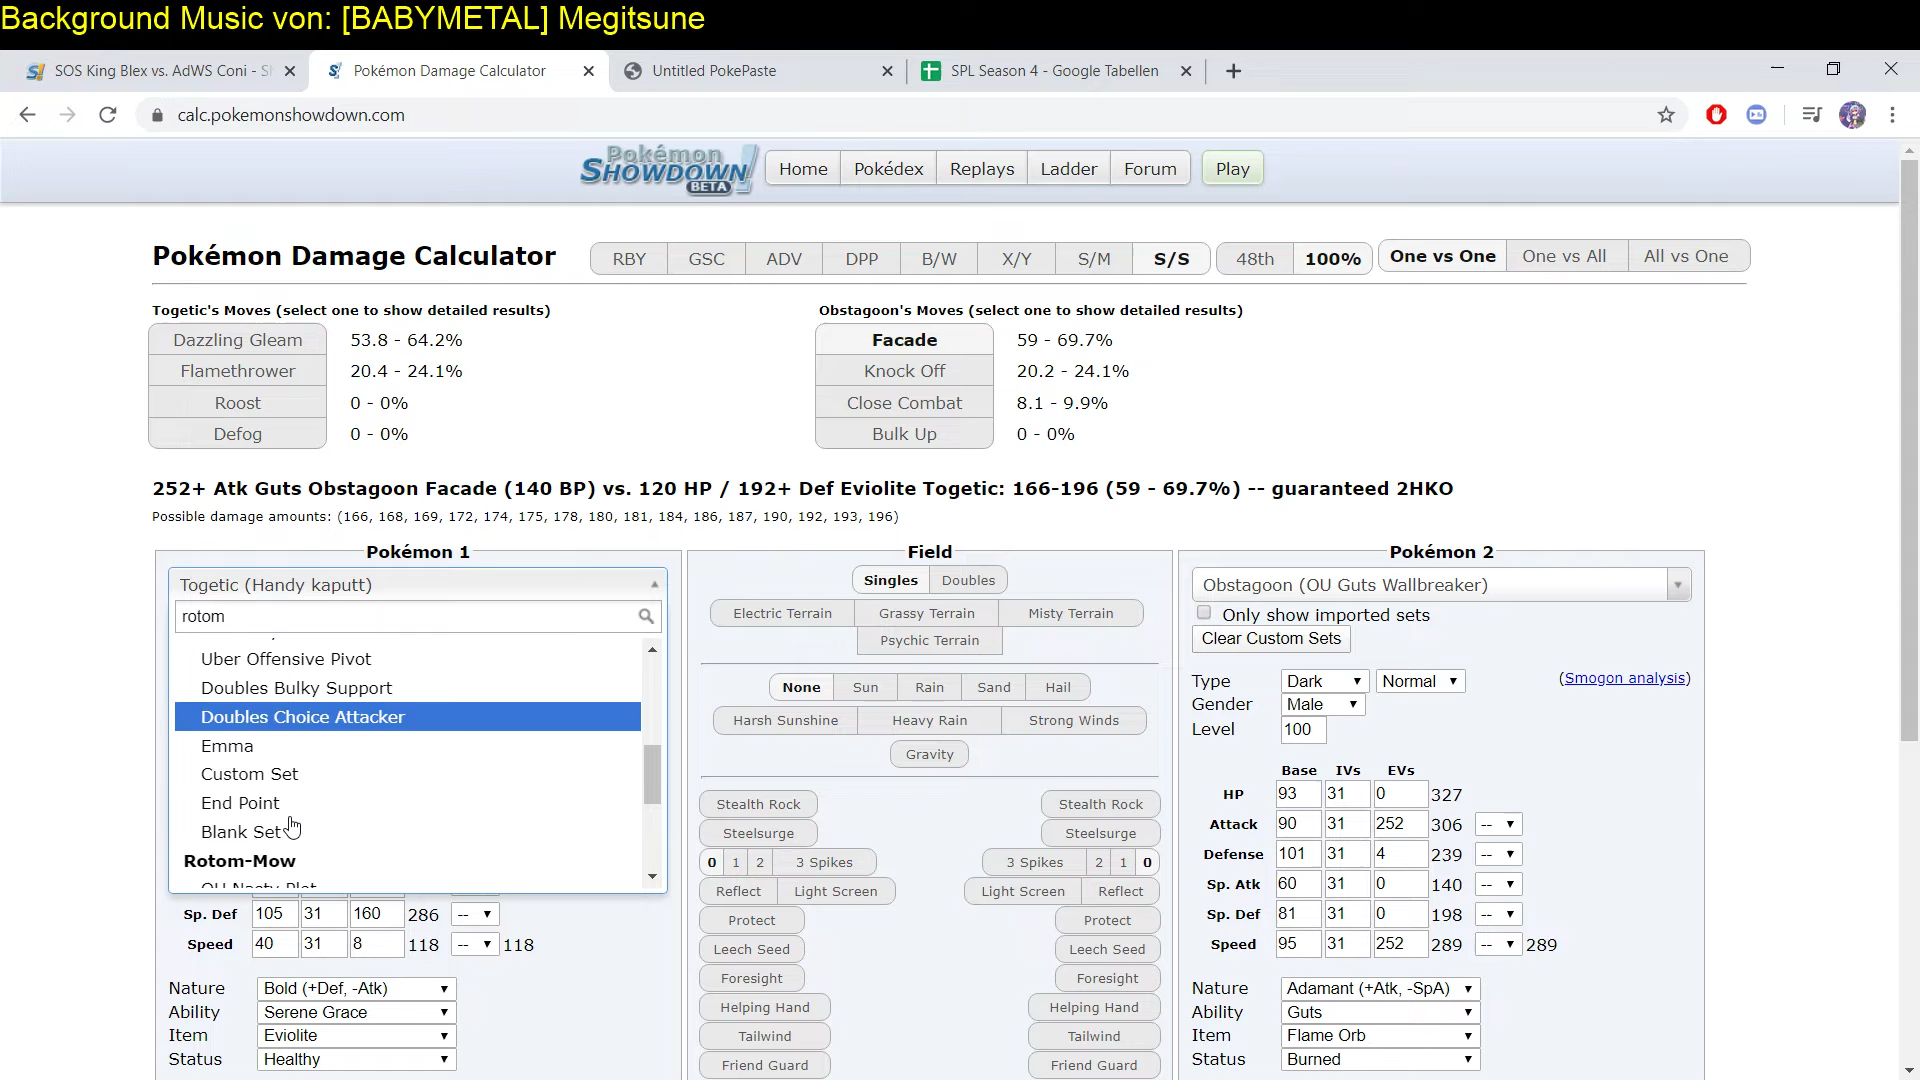 Background Music von: [BABYMETAL] Megitsune
SOS King Blex vs. AdWS Coni - S
Pokémon Damage Calculator
Untitled PokePaste
SPL Season 4 - Google Tabellen
calc.pokemonshowdown.com
Pokémon SHOWDOWN! BETA
Home Pokédex Replays Ladder Forum Play
Pokémon Damage Calculator
RBY GSC ADV DPP B/W X/Y S/M S/S 48th 100% One vs One One vs All All vs One
Togetic's Moves (select one to show detailed results)
Dazzling Gleam 53.8 - 64.2%
Flamethrower 20.4 - 24.1%
Roost 0 - 0%
Defog 0 - 0%
Obstagoon's Moves (select one to show detailed results)
Facade 59 - 69.7%
Knock Off 20.2 - 24.1%
Close Combat 8.1 - 9.9%
Bulk Up 0 - 0%
252+ Atk Guts Obstagoon Facade (140 BP) vs. 120 HP / 192+ Def Eviolite Togetic: 166-196 (59 - 69.7%) -- guaranteed 2HKO
Possible damage amounts: (166, 168, 169, 172, 174, 175, 178, 180, 181, 184, 186, 187, 190, 192, 193, 196)
Pokémon 1
Togetic (Handy kaputt)
rotom
Uber Offensive Pivot
Doubles Bulky Support
Doubles Choice Attacker
Emma
Custom Set
End Point
Blank Set
Rotom-Mow
OU Nasty Plot
Sp. Def 105 31 160 286 --
Speed 40 31 8 118 -- 118
Nature Bold (+Def, -Atk)
Ability Serene Grace
Item Eviolite
Status Healthy
Field
Singles Doubles
Electric Terrain Grassy Terrain Misty Terrain
Psychic Terrain
None Sun Rain Sand Hail
Harsh Sunshine Heavy Rain Strong Winds
Gravity
Stealth Rock Stealth Rock
Steelsurge Steelsurge
0 1 2 3 Spikes 3 Spikes 2 1 0
Reflect Light Screen Light Screen Reflect
Protect Protect
Leech Seed Leech Seed
Foresight Foresight
Helping Hand Helping Hand
Tailwind Tailwind
Friend Guard Friend Guard
Pokémon 2
Obstagoon (OU Guts Wallbreaker)
Only show imported sets
Clear Custom Sets
Type Dark Normal (Smogon analysis)
Gender Male
Level 100
Base IVs EVs
HP 93 31 0 327
Attack 90 31 252 306 --
Defense 101 31 4 239 --
Sp. Atk 60 31 0 140 --
Sp. Def 81 31 0 198 --
Speed 95 31 252 289 -- 289
Nature Adamant (+Atk, -SpA)
Ability Guts
Item Flame Orb
Status Burned